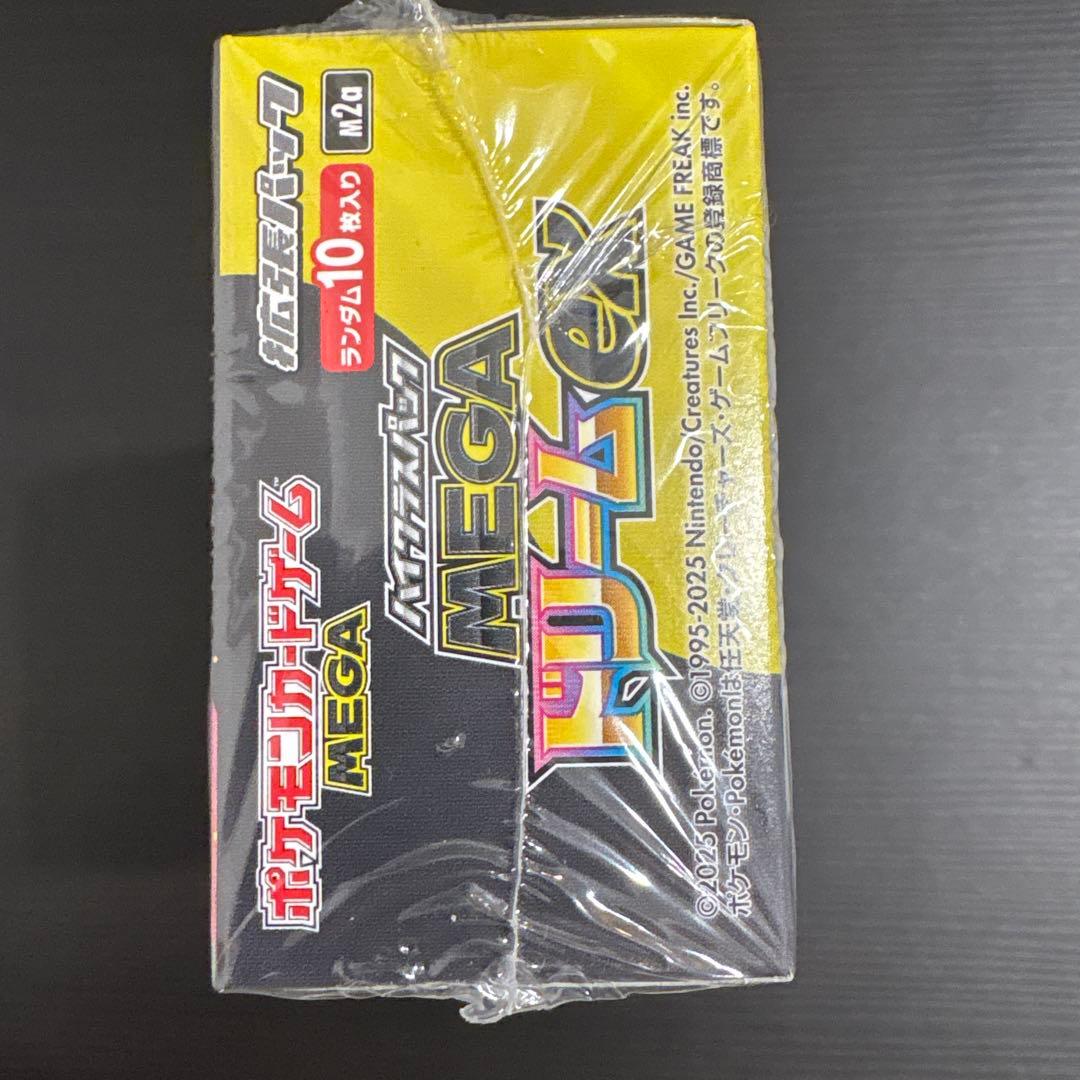 ポケモンカードゲーム™
MEGA
拡張パック
ランダム10枚入り
M2a
ハイクラスパック
MEGA
ドリームex
©2025 Pokémon. ©1995-2025 Nintendo/Creatures Inc./GAME FREAK inc.
ポケモン・Pokémonは任天堂・クリーチャーズ・ゲームフリークの登録商標です。